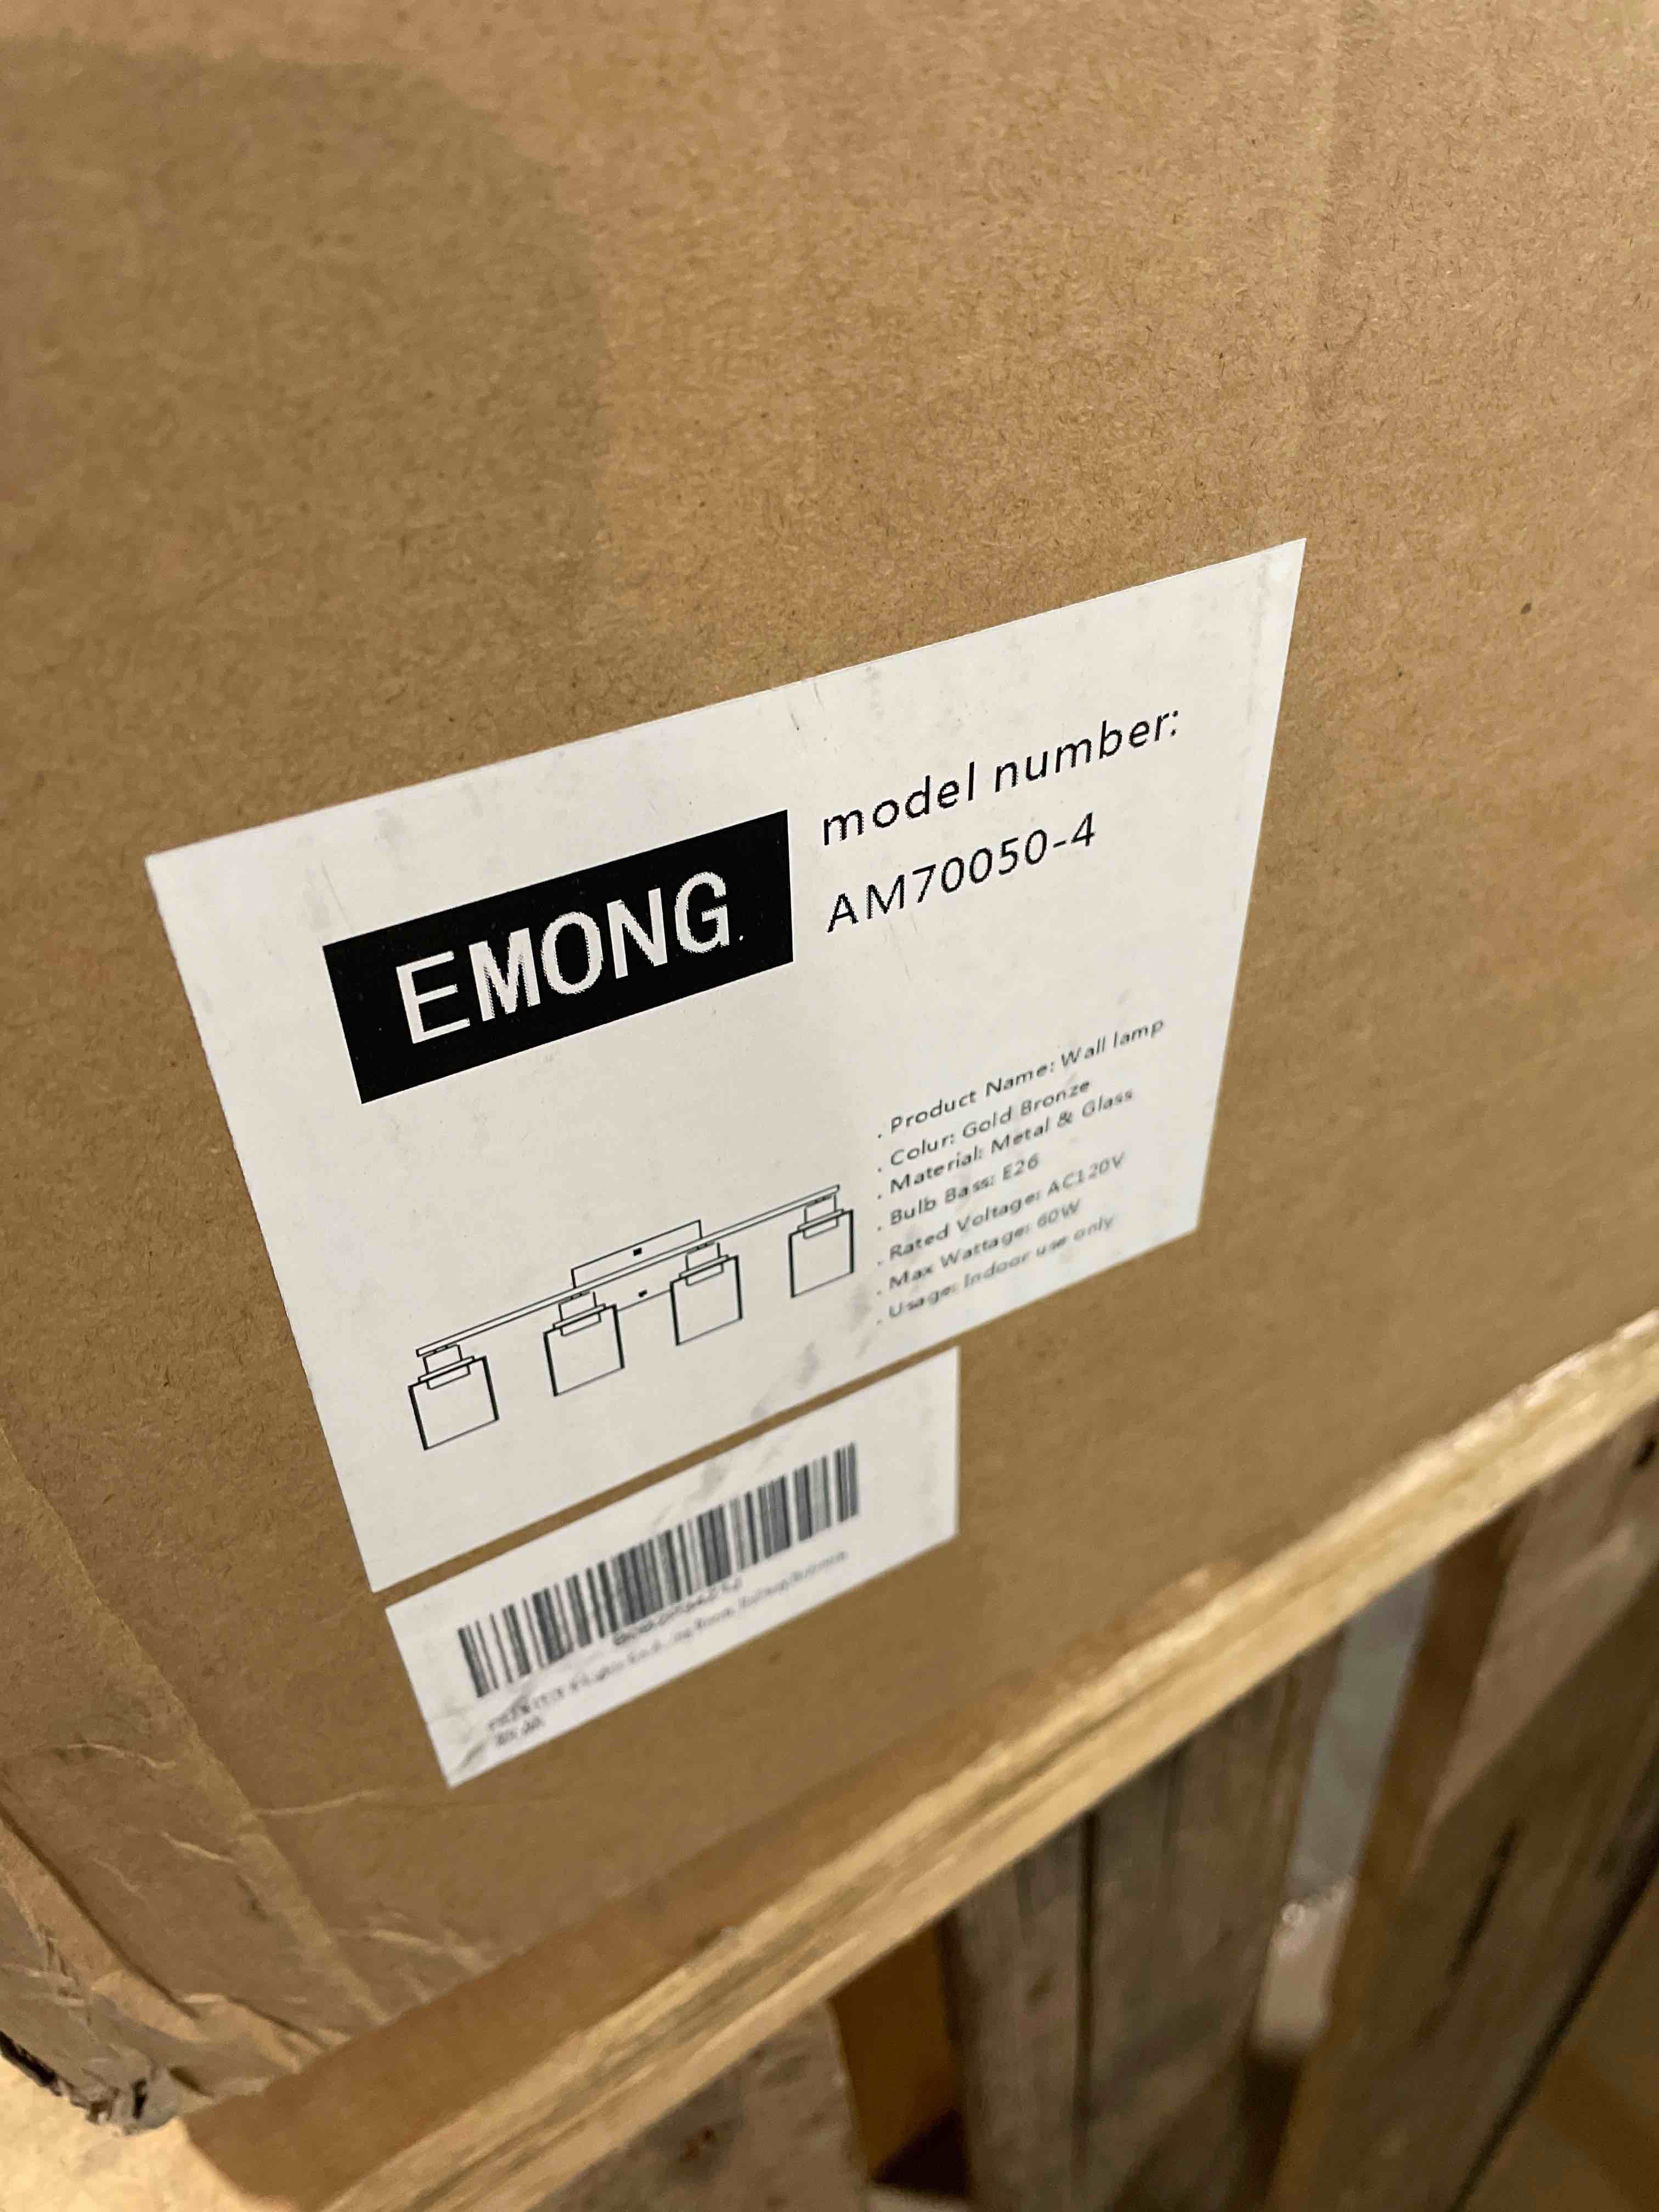 EMONG
model number:
AM70050-4
. Product Name: Wall lamp
. Colur: Gold Bronze
. Material: Metal & Glass
. Bulb Bass: E26
. Rated Voltage: AC120V
. Max Wattage: 60W
. Usage: Indoor use only